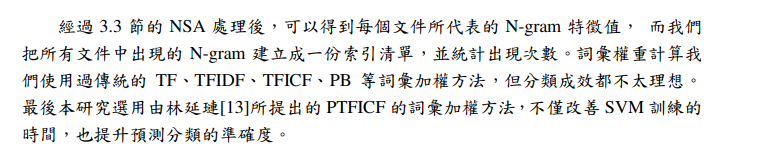 經過 3.3 節的 NSA 處理後，可以得到每個文件所代表的 N-gram 特徵值， 而我們
把所有文件中出現的 N-gram 建立成一份索引清單，並統計出現次數。詞彙權重計算我
們使用過傳統的 TF、TFIDF、TFICF、PB 等詞彙加權方法，但分類成效都不太理想。
最後本研究選用由林延璉[13]所提出的 PTFICF 的詞彙加權方法，不僅改善 SVM 訓練的
時間，也提升預測分類的準確度。